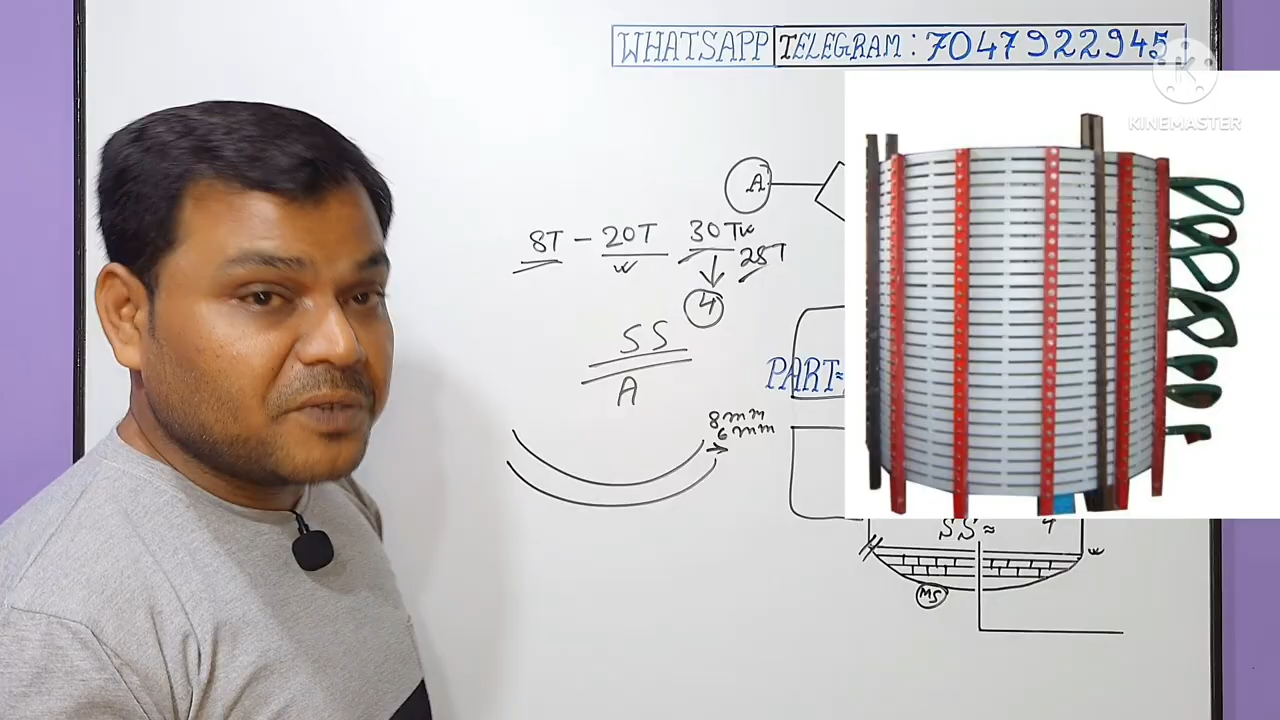 WHATSAPP TELEGRAM : 7047922945
KINEMASTER
A
8T - 20T 30T
28T
4
SS
A
PART≈
8mm
6mm
SS≈ 4
MS